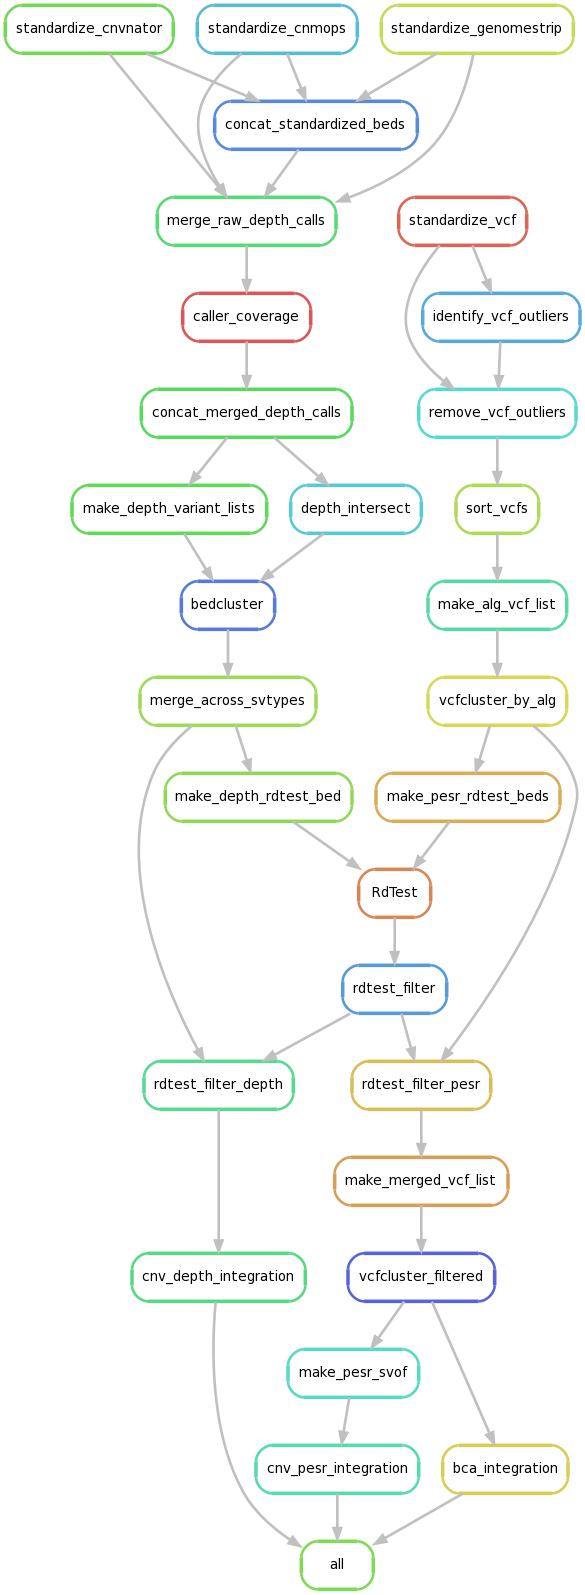 standardize_cnvnator
standardize_cnmops
standardize_genomestrip
concat_standardized_beds
merge_raw_depth_calls
standardize_vcf
caller_coverage
identify_vcf_outliers
concat_merged_depth_calls
remove_vcf_outliers
make_depth_variant_lists
depth_intersect
sort_vcfs
bedcluster
make_alg_vcf_list
merge_across_svtypes
vcfcluster_by_alg
make_depth_rdtest_bed
make_pesr_rdtest_beds
RdTest
rdtest_filter
rdtest_filter_depth
rdtest_filter_pesr
make_merged_vcf_list
cnv_depth_integration
vcfcluster_filtered
make_pesr_svof
cnv_pesr_integration
bca_integration
all